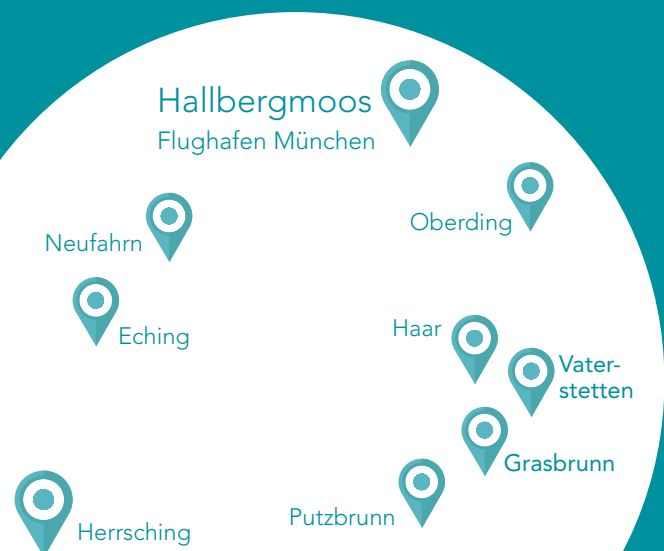 Hallbergmoos
Flughafen München
Oberding
Neufahrn
Eching
Haar
Vater-
stetten
Grasbrunn
Putzbrunn
Herrsching